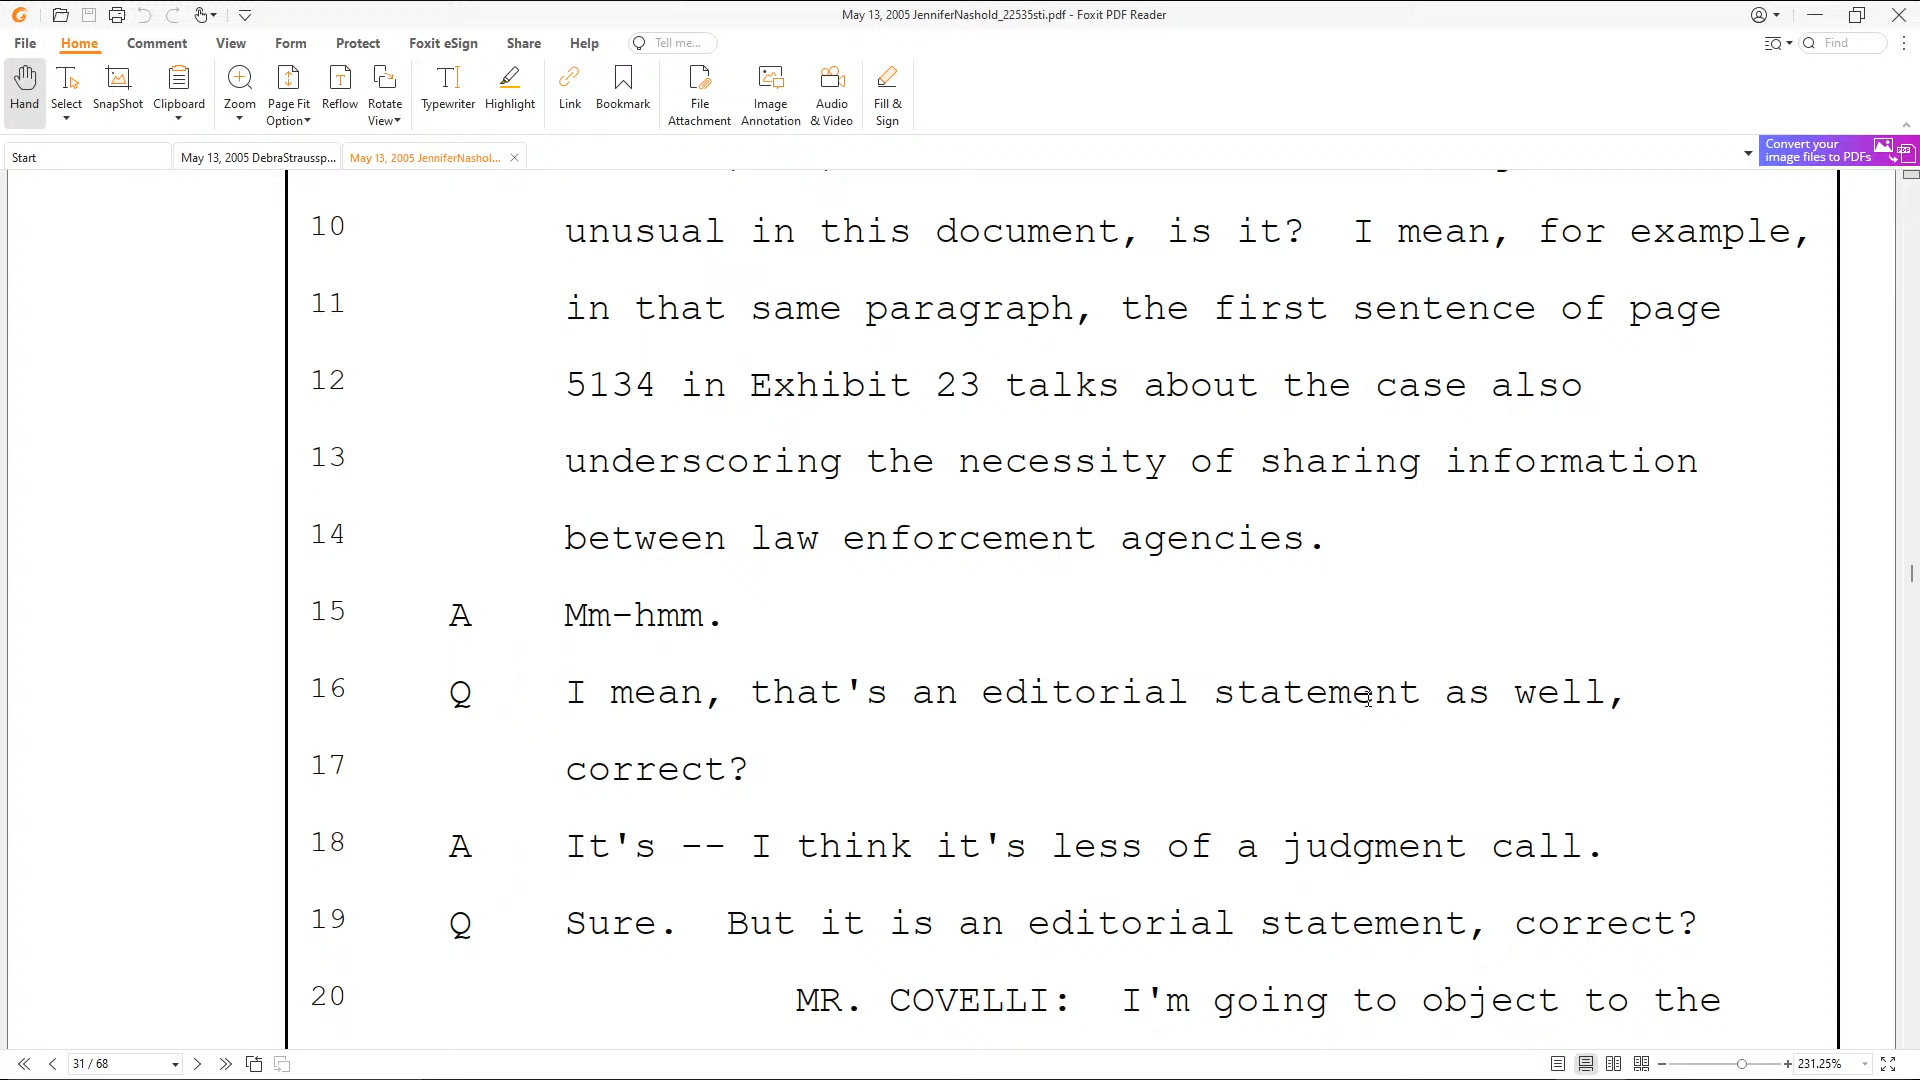 May 13, 2005 JenniferNashold_22535sti.pdf - Foxit PDF Reader
File Home Comment View Form Protect Foxit eSign Share Help Tell me... Find
Hand Select SnapShot Clipboard Zoom Page Fit Option Reflow Rotate View Typewriter Highlight Link Bookmark File Attachment Image Annotation Audio & Video Fill & Sign
Start May 13, 2005 DebraStraussp... May 13, 2005 JenniferNashol... Convert your image files to PDFs
10 unusual in this document, is it? I mean, for example,
11 in that same paragraph, the first sentence of page
12 5134 in Exhibit 23 talks about the case also
13 underscoring the necessity of sharing information
14 between law enforcement agencies.
15 A Mm-hmm.
16 Q I mean, that's an editorial statement as well,
17 correct?
18 A It's -- I think it's less of a judgment call.
19 Q Sure. But it is an editorial statement, correct?
20 MR. COVELLI: I'm going to object to the
31 / 68 231.25%